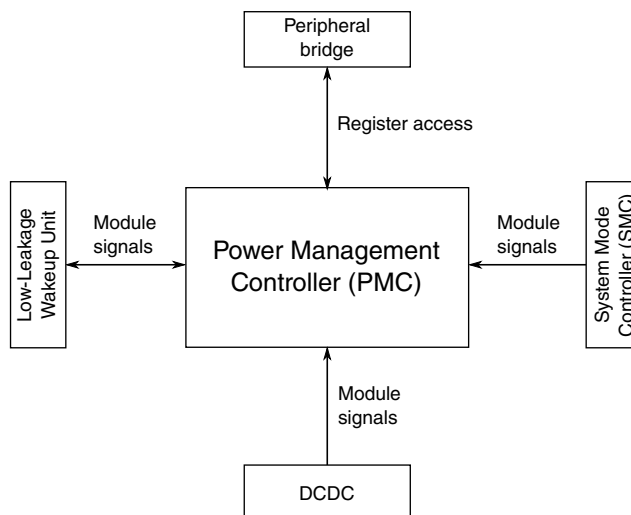 Peripheral
bridge
Register access
Low-Leakage
Wakeup Unit
Module
signals
Power Management
Controller (PMC)
Module
signals
System Mode
Controller (SMC)
Module
signals
DCDC